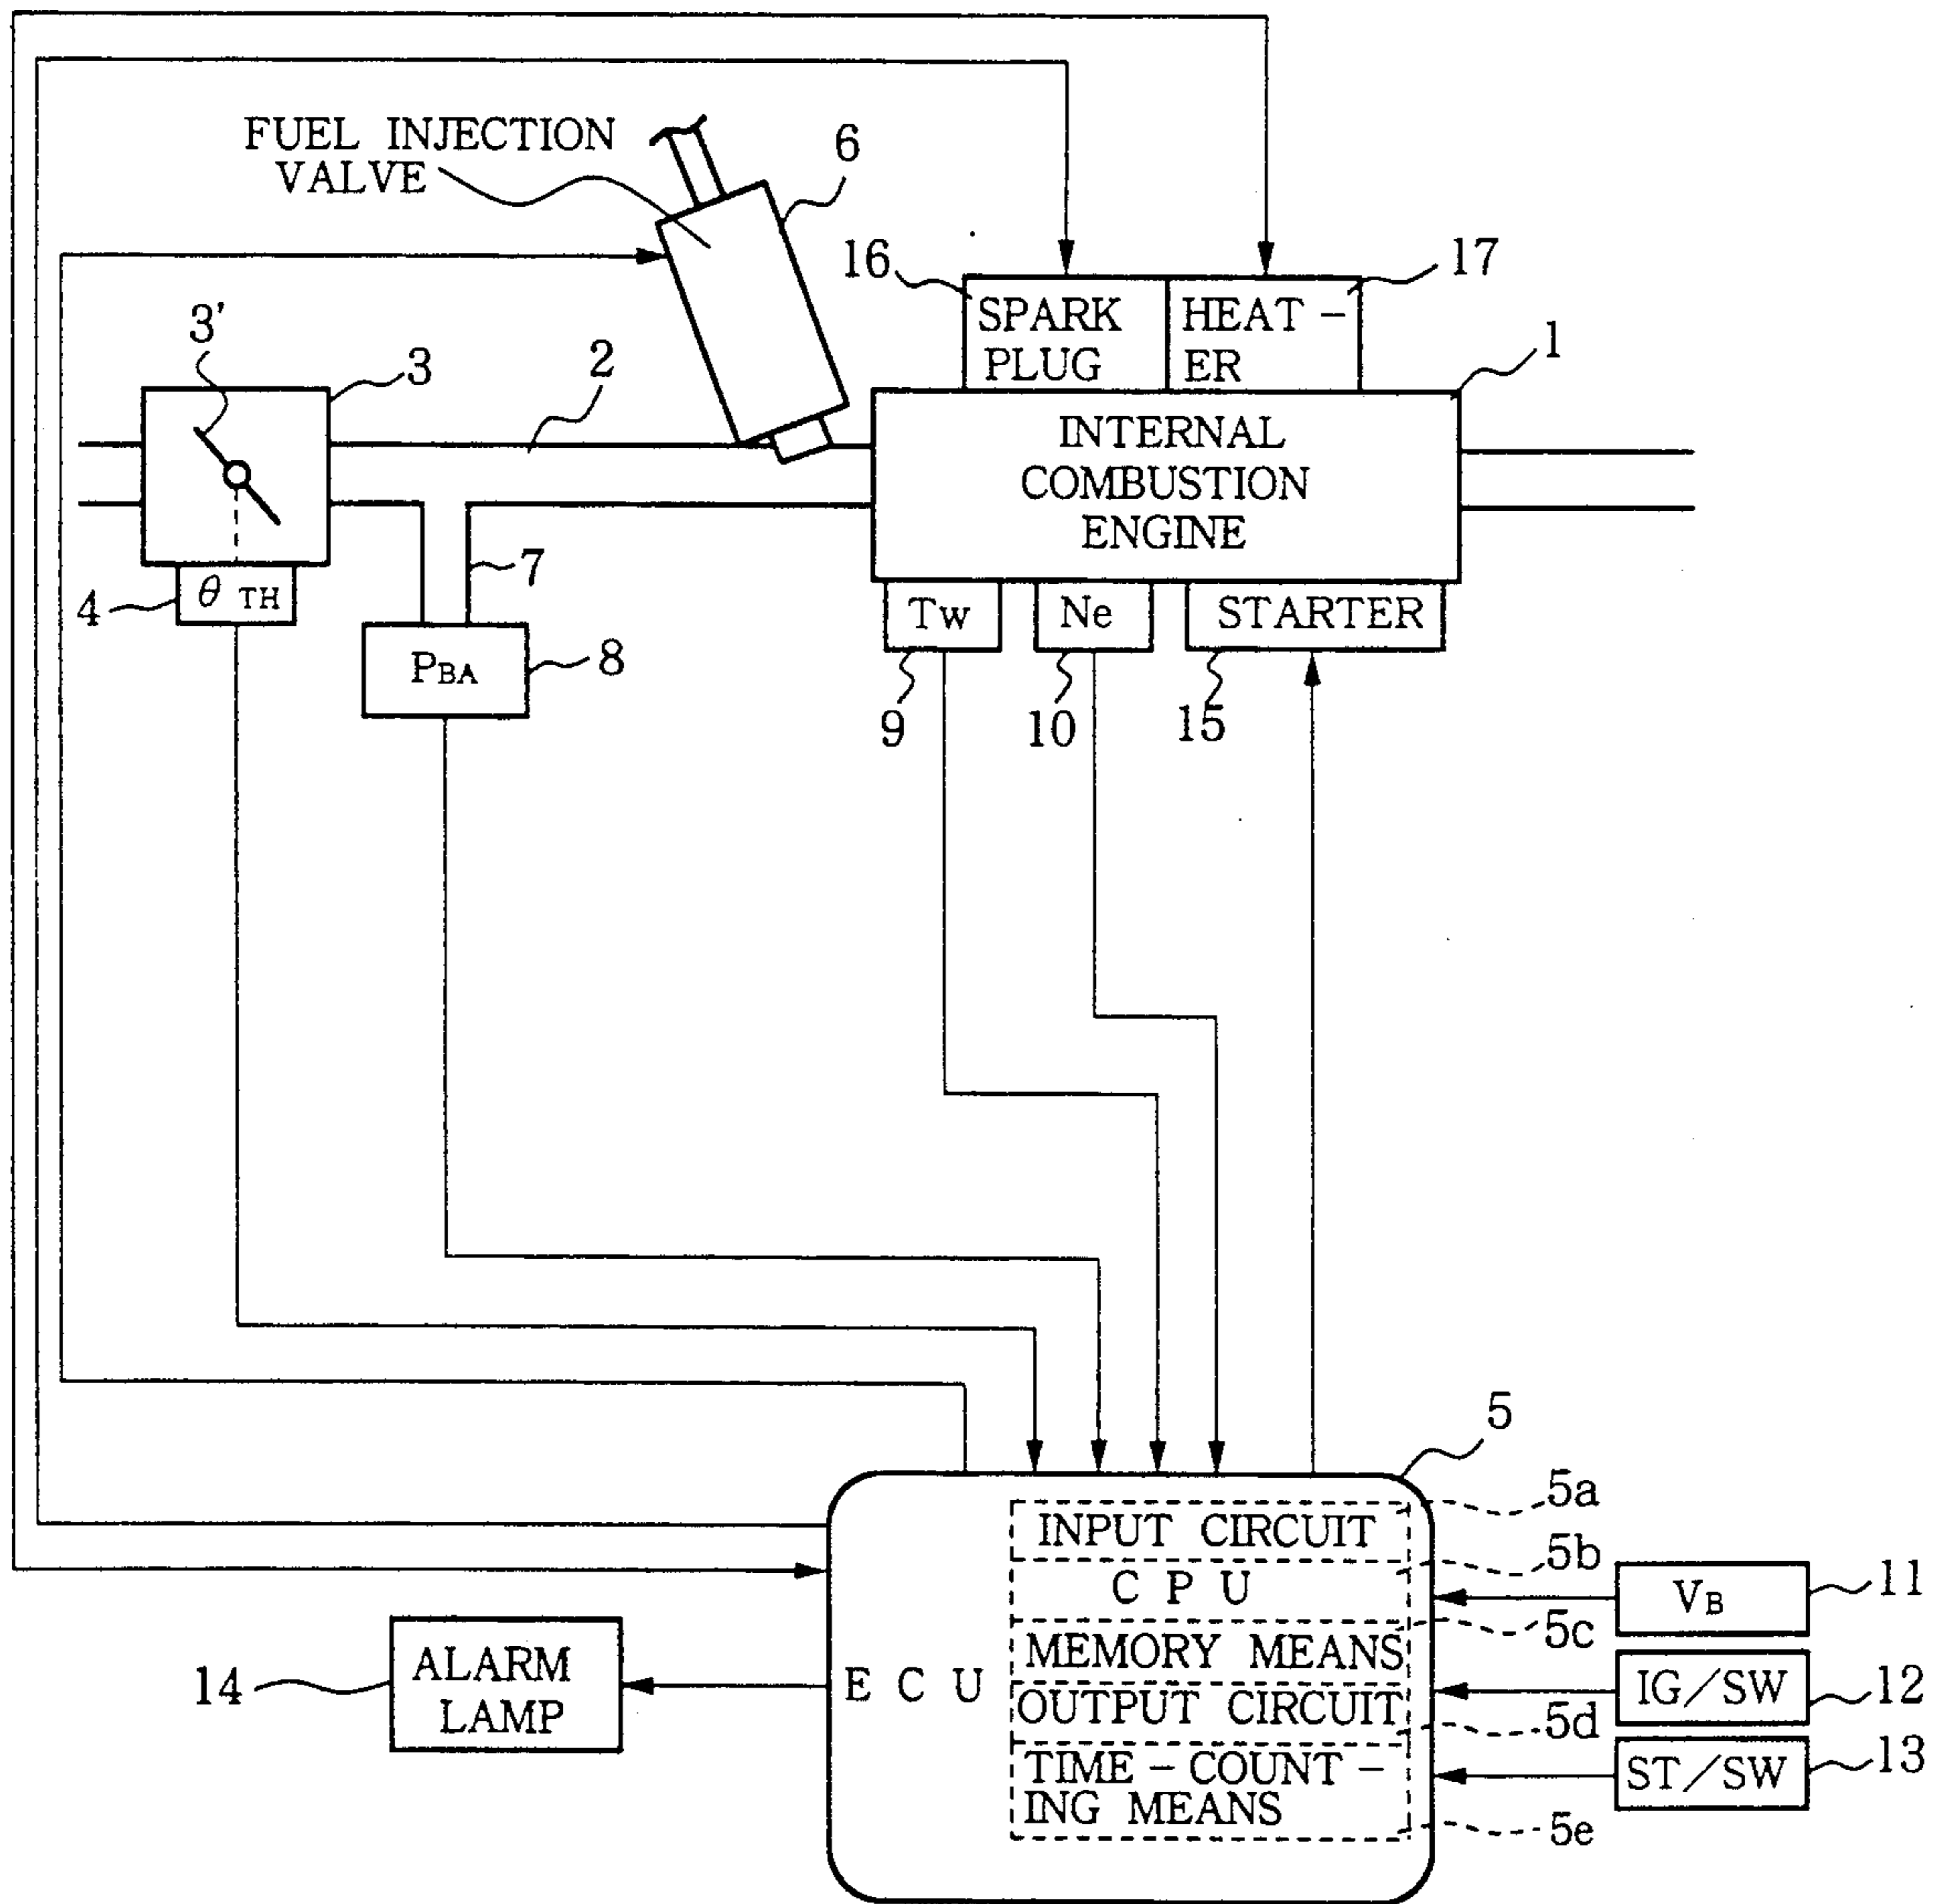 FUEL INJECTION
VALVE
6
16
17
SPARK
PLUG
HEAT-
ER
3'
3
2
1
INTERNAL
COMBUSTION
ENGINE
7
4
θ TH
Tw
Ne
STARTER
PBA
8
9
10
15
5
5a
INPUT CIRCUIT
5b
C P U
VB
11
5c
MEMORY MEANS
14
ALARM
LAMP
E C U
IG/SW
12
OUTPUT CIRCUIT
5d
TIME-COUNT-
ING MEANS
ST/SW
13
5e